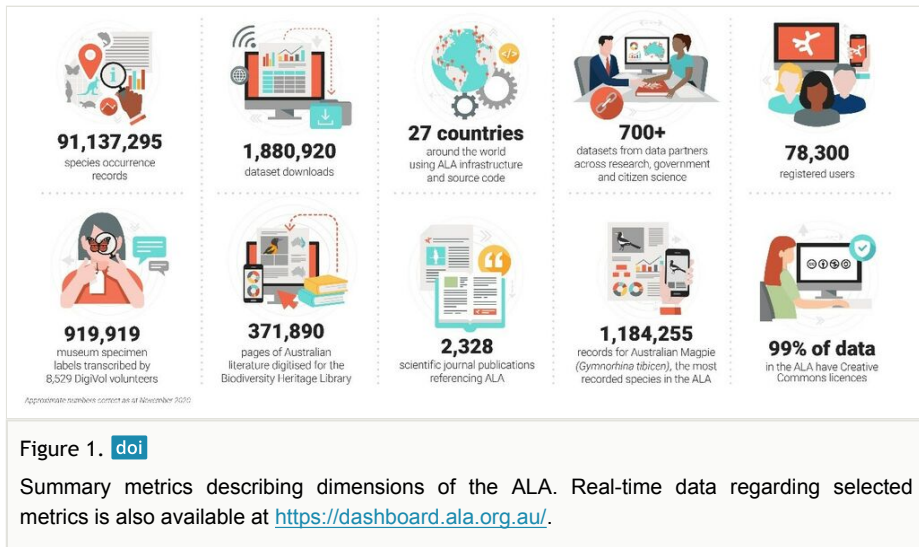 91,137,295
species occurrence
records
1,880,920
dataset downloads
27 countries
around the world
using ALA infrastructure
and source code
700+
datasets from data partners
across research, government
and citizen science
78,300
registered users
919,919
museum specimen
labels transcribed by
8,529 DigiVol volunteers
371,890
pages of Australian
literature digitised for the
Biodiversity Heritage Library
2,328
scientific journal publications
referencing ALA
1,184,255
records for Australian Magpie
(Gymnorhina tibicen), the most
recorded species in the ALA
99% of data
in the ALA have Creative
Commons licences
Approximate numbers correct as at November 2020
Figure 1. doi
Summary metrics describing dimensions of the ALA. Real-time data regarding selected
metrics is also available at https://dashboard.ala.org.au/.